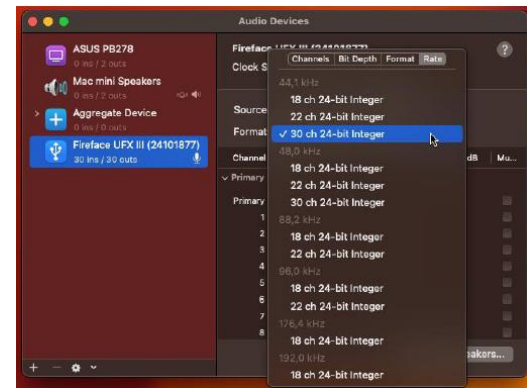 Audio Devices
ASUS PB278
0 ins / 2 outs
Mac mini Speakers
0 ins / 2 outs
Aggregate Device
0 ins / 0 outs
Fireface UFX III (24101877)
30 ins / 30 outs
Fireface UFX III (24101877)
?
Clock S
Source
Format
Channel
dB
Mu...
Primary
Primary
1
2
3
4
5
6
7
8
Channels Bit Depth Format Rate
44,1 kHz
18 ch 24-bit Integer
22 ch 24-bit Integer
✓ 30 ch 24-bit Integer
48,0 kHz
18 ch 24-bit Integer
22 ch 24-bit Integer
30 ch 24-bit Integer
88,2 kHz
18 ch 24-bit Integer
22 ch 24-bit Integer
96,0 kHz
18 ch 24-bit Integer
22 ch 24-bit Integer
176,4 kHz
18 ch 24-bit Integer
192,0 kHz
18 ch 24-bit Integer
eakers...